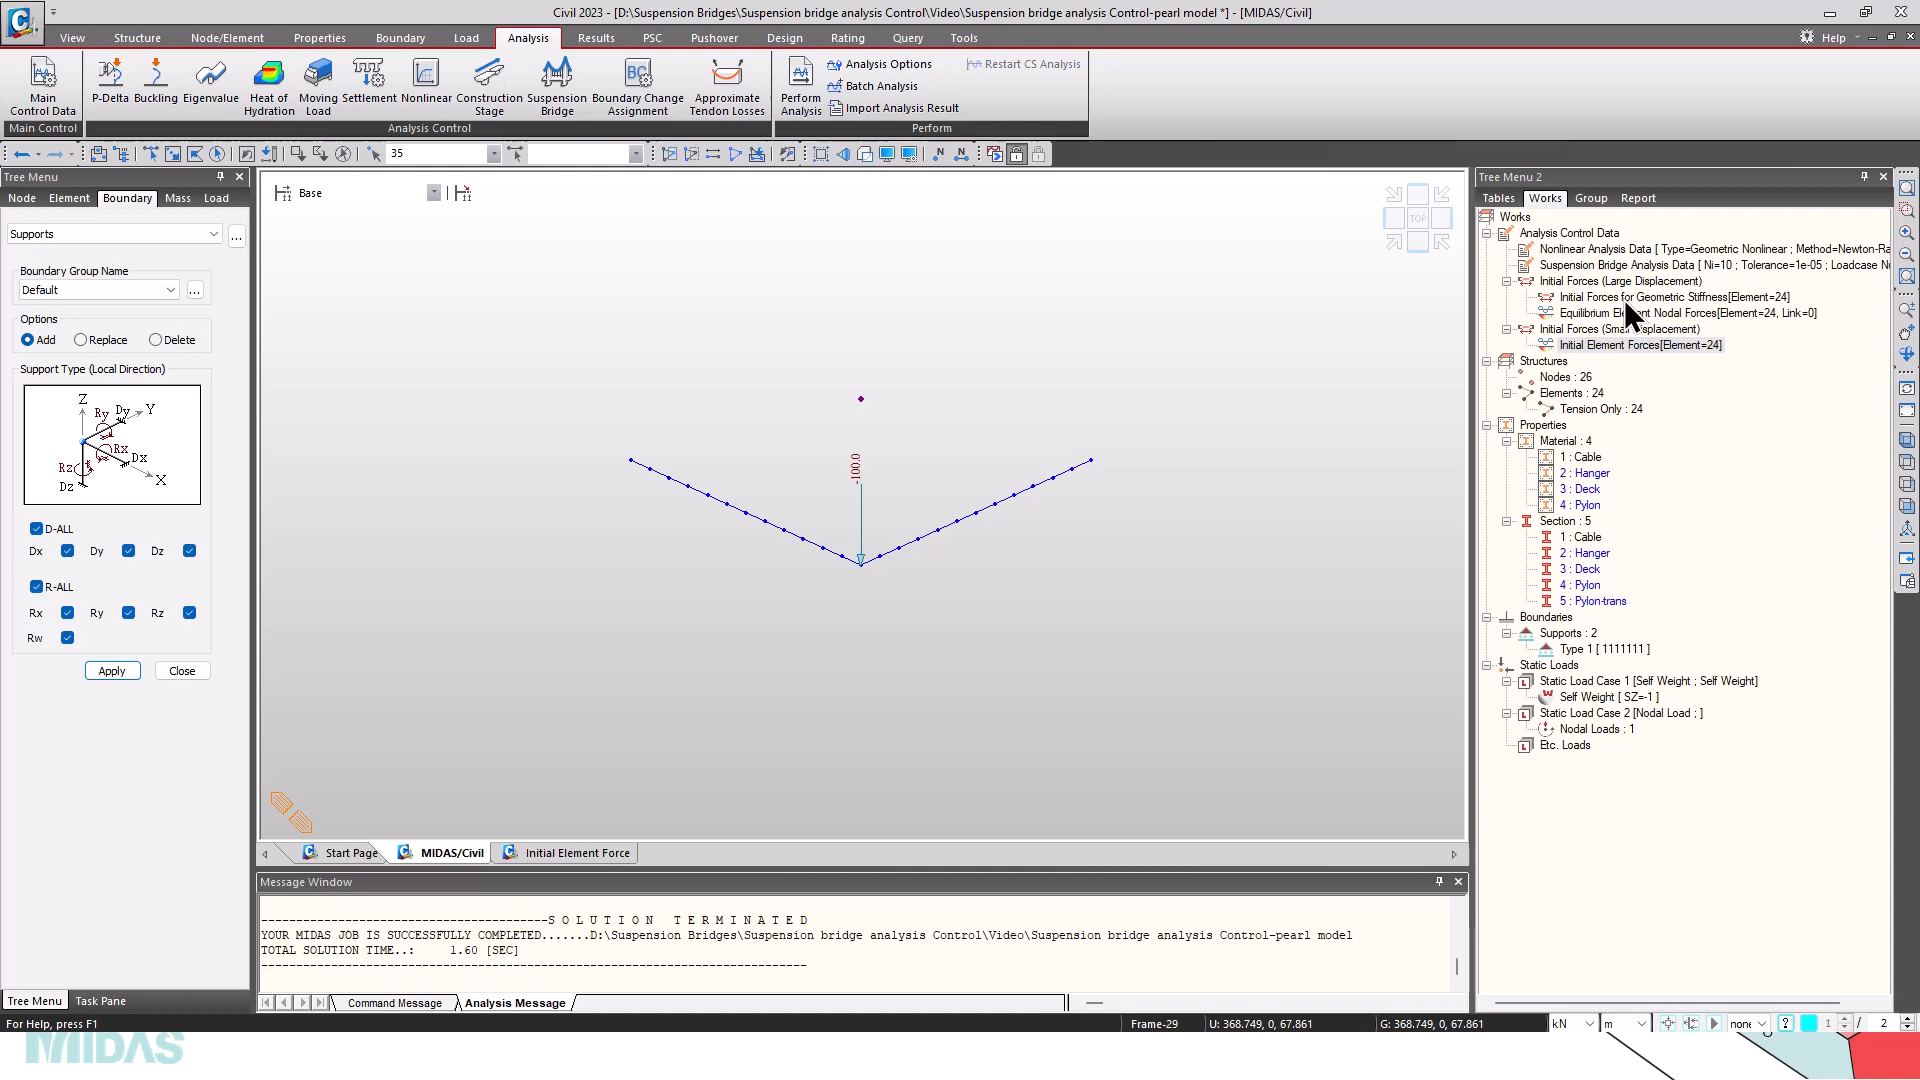 Civil 2023 - [D:\Suspension Bridges\Suspension bridge analysis Control\Video\Suspension bridge analysis Control-pearl model *] - [MIDAS/Civil]
View Structure Node/Element Properties Boundary Load Analysis Results PSC Pushover Design Rating Query Tools Help
Main Control Data
P-Delta
Buckling
Eigenvalue
Heat of Hydration
Moving Load
Settlement
Nonlinear
Construction Stage
Suspension Bridge
Boundary Change Assignment
Approximate Tendon Losses
Perform Analysis
Analysis Options
Batch Analysis
Import Analysis Result
Restart CS Analysis
Main Control
Analysis Control
Perform
35
Tree Menu
Node Element Boundary Mass Load
Supports
...
Boundary Group Name
Default
...
Options
Add Replace Delete
Support Type (Local Direction)
Z
Ry Dy Y
Rx
Dx
Rz
X
Dz
D-ALL
Dx Dy Dz
R-ALL
Rx Ry Rz
Rw
Apply Close
Tree Menu Task Pane
Base
TOP
-100.0
Start Page MIDAS/Civil Initial Element Force
Message Window
---------------------------------------S O L U T I O N   T E R M I N A T E D
YOUR MIDAS JOB IS SUCCESSFULLY COMPLETED.......D:\Suspension Bridges\Suspension bridge analysis Control\Video\Suspension bridge analysis Control-pearl model
TOTAL SOLUTION TIME..: 1.60 [SEC]
Command Message Analysis Message
Tree Menu 2
Tables Works Group Report
Works
Analysis Control Data
Nonlinear Analysis Data [ Type=Geometric Nonlinear ; Method=Newton-Ra
Suspension Bridge Analysis Data [ Ni=10 ; Tolerance=1e-05 ; Loadcase Ni
Initial Forces (Large Displacement)
Initial Forces for Geometric Stiffness[Element=24]
Equilibrium Element Nodal Forces[Element=24, Link=0]
Initial Forces (Small Displacement)
Initial Element Forces[Element=24]
Structures
Nodes : 26
Elements : 24
Tension Only : 24
Properties
Material : 4
1 : Cable
2 : Hanger
3 : Deck
4 : Pylon
Section : 5
1 : Cable
2 : Hanger
3 : Deck
4 : Pylon
5 : Pylon-trans
Boundaries
Supports : 2
Type 1 [ 1111111 ]
Static Loads
Static Load Case 1 [Self Weight ; Self Weight]
Self Weight [ SZ=-1 ]
Static Load Case 2 [Nodal Load ; ]
Nodal Loads : 1
Etc. Loads
For Help, press F1
Frame-29
U: 368.749, 0, 67.861
G: 368.749, 0, 67.861
kN
m
none
?
1 / 2
MIDAS